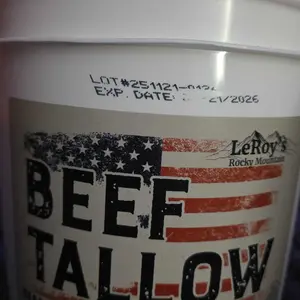 LOT#251121-
EXP. DATE: 21/2026
LeRoy's
Rocky Mountain
BEEF
TALLOW